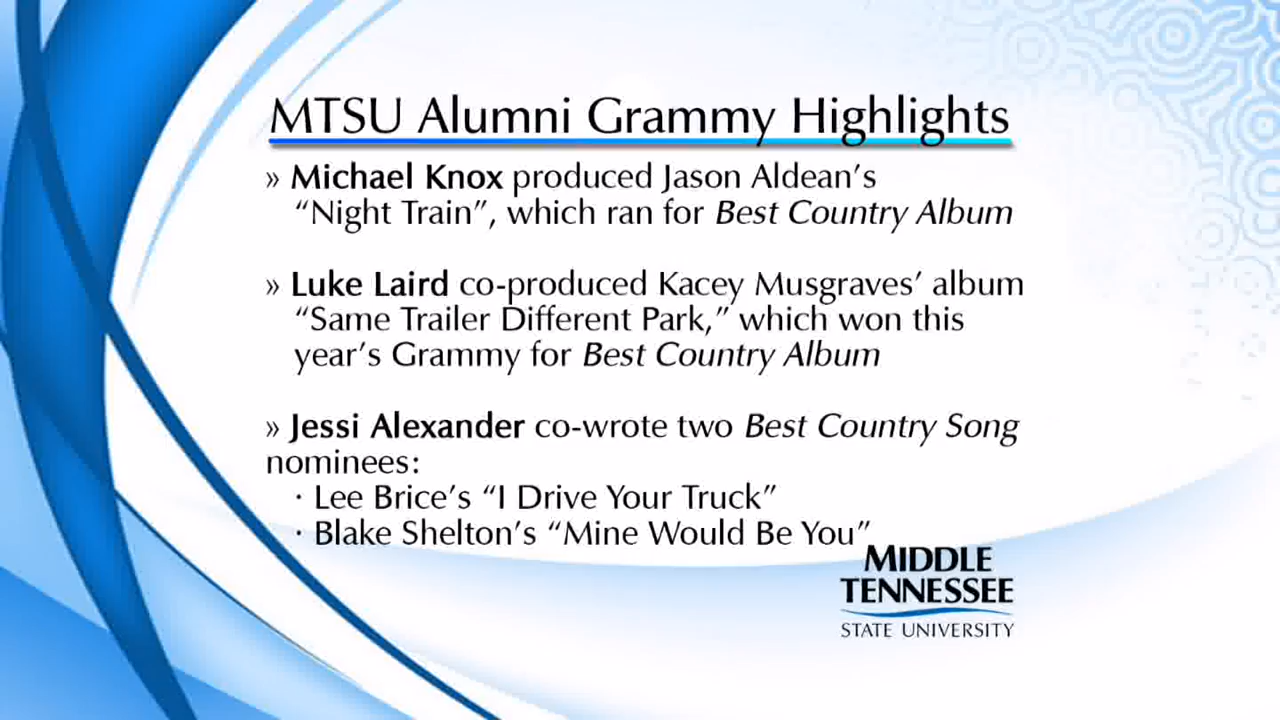 MTSU Alumni Grammy Highlights
» Michael Knox produced Jason Aldean’s
“Night Train”, which ran for Best Country Album
» Luke Laird co-produced Kacey Musgraves’ album
“Same Trailer Different Park,” which won this
year’s Grammy for Best Country Album
» Jessi Alexander co-wrote two Best Country Song
nominees:
· Lee Brice’s “I Drive Your Truck”
· Blake Shelton’s “Mine Would Be You”
MIDDLE
TENNESSEE
STATE UNIVERSITY